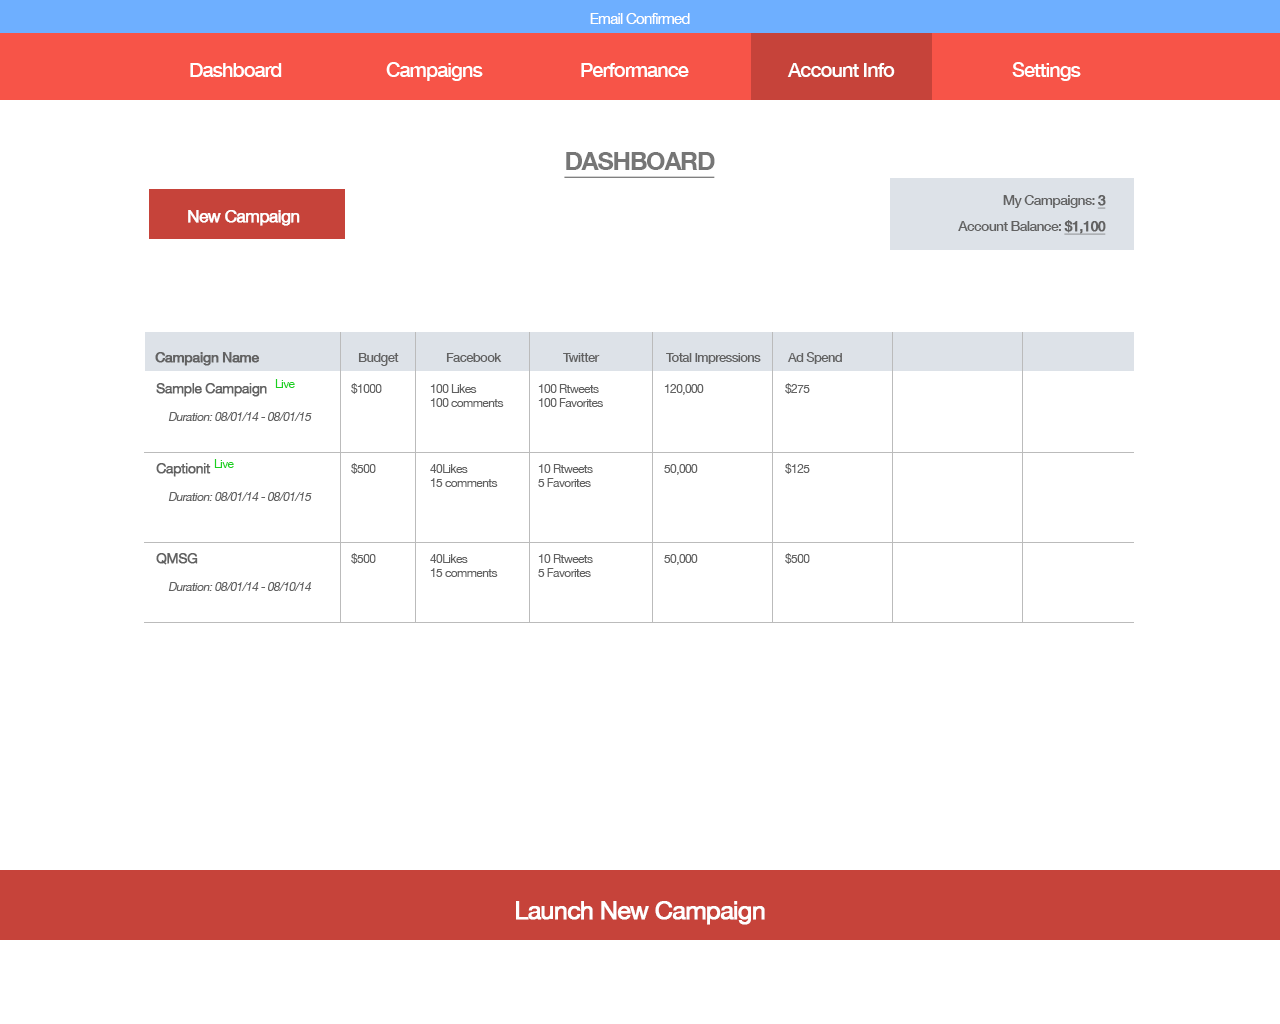 Email Confirmed
Dashboard Campaigns Performance Account Info Settings
DASHBOARD
New Campaign
My Campaigns: 3
Account Balance: $1,100
Campaign Name Budget Facebook Twitter Total Impressions Ad Spend
Sample Campaign Live $1000 100 Likes 100 Rtweets 120,000 $275
100 comments 100 Favorites
Duration: 08/01/14 - 08/01/15
Captionit Live $500 40Likes 10 Rtweets 50,000 $125
15 comments 5 Favorites
Duration: 08/01/14 - 08/01/15
QMSG $500 40Likes 10 Rtweets 50,000 $500
15 comments 5 Favorites
Duration: 08/01/14 - 08/10/14
Launch New Campaign